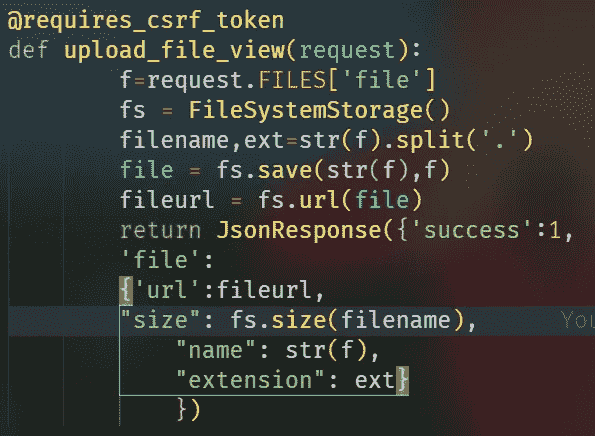 @requires_csrf_token
def upload_file_view(request):
f=request.FILES['file']
fs = FileSystemStorage()
filename,ext=str(f).split('.')
file = fs.save(str(f),f)
fileurl = fs.url(file)
return JsonResponse({'success':1,
'file':
{'url':fileurl,
"size": fs.size(filename), You
"name": str(f),
"extension": ext}
})